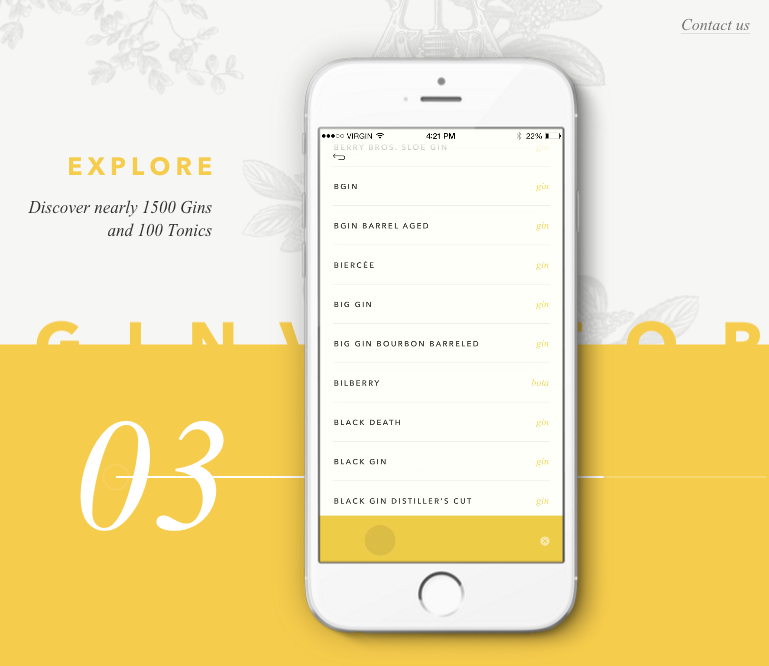 Contact us
EXPLORE
Discover nearly 1500 Gins
and 100 Tonics
03
VIRGIN
4:21 PM
22%
BERRY BROS. SLOE GIN gin
BGIN gin
BGIN BARREL AGED gin
BIERCÉE gin
BIG GIN gin
BIG GIN BOURBON BARRELED gin
BILBERRY bota
BLACK DEATH gin
BLACK GIN gin
BLACK GIN DISTILLER'S CUT gin